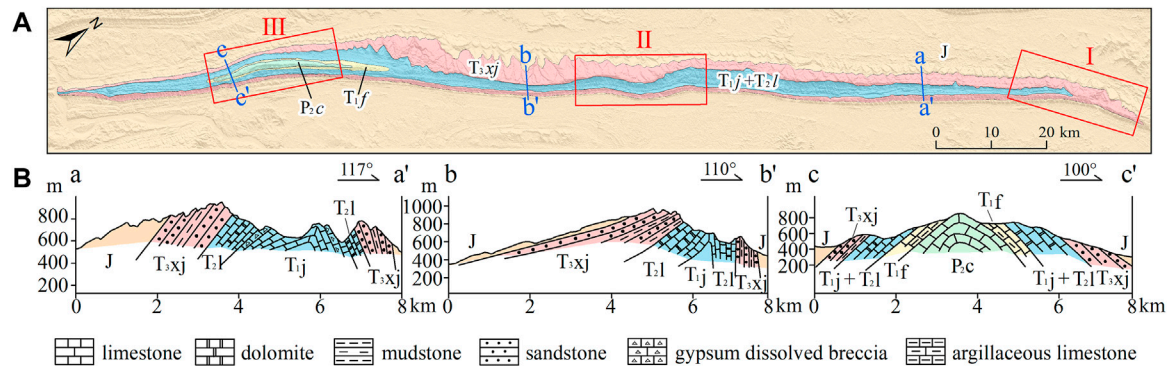 A
N
III
c
c'
P₂c
T₁f
T₃xj
b
b'
II
T₁j+T₂l
a
a'
J
I
0 10 20 km
B
a 117° a'
m
800
600
400
200
J T₃xj T₂l T₁j T₂l T₃xj
0 2 4 6 8 km
b 110° b'
m
1000
800
600
400
200
0
J T₃xj T₂l T₁j T₂l T₃xj J
0 2 4 6 8 km
c 100° c'
m
800
600
400
200
J T₃xj T₁f J
T₁j+T₂l T₁f P₂c T₁j+T₂l T₃xj
0 2 4 6 8 km
limestone dolomite mudstone sandstone gypsum dissolved breccia argillaceous limestone